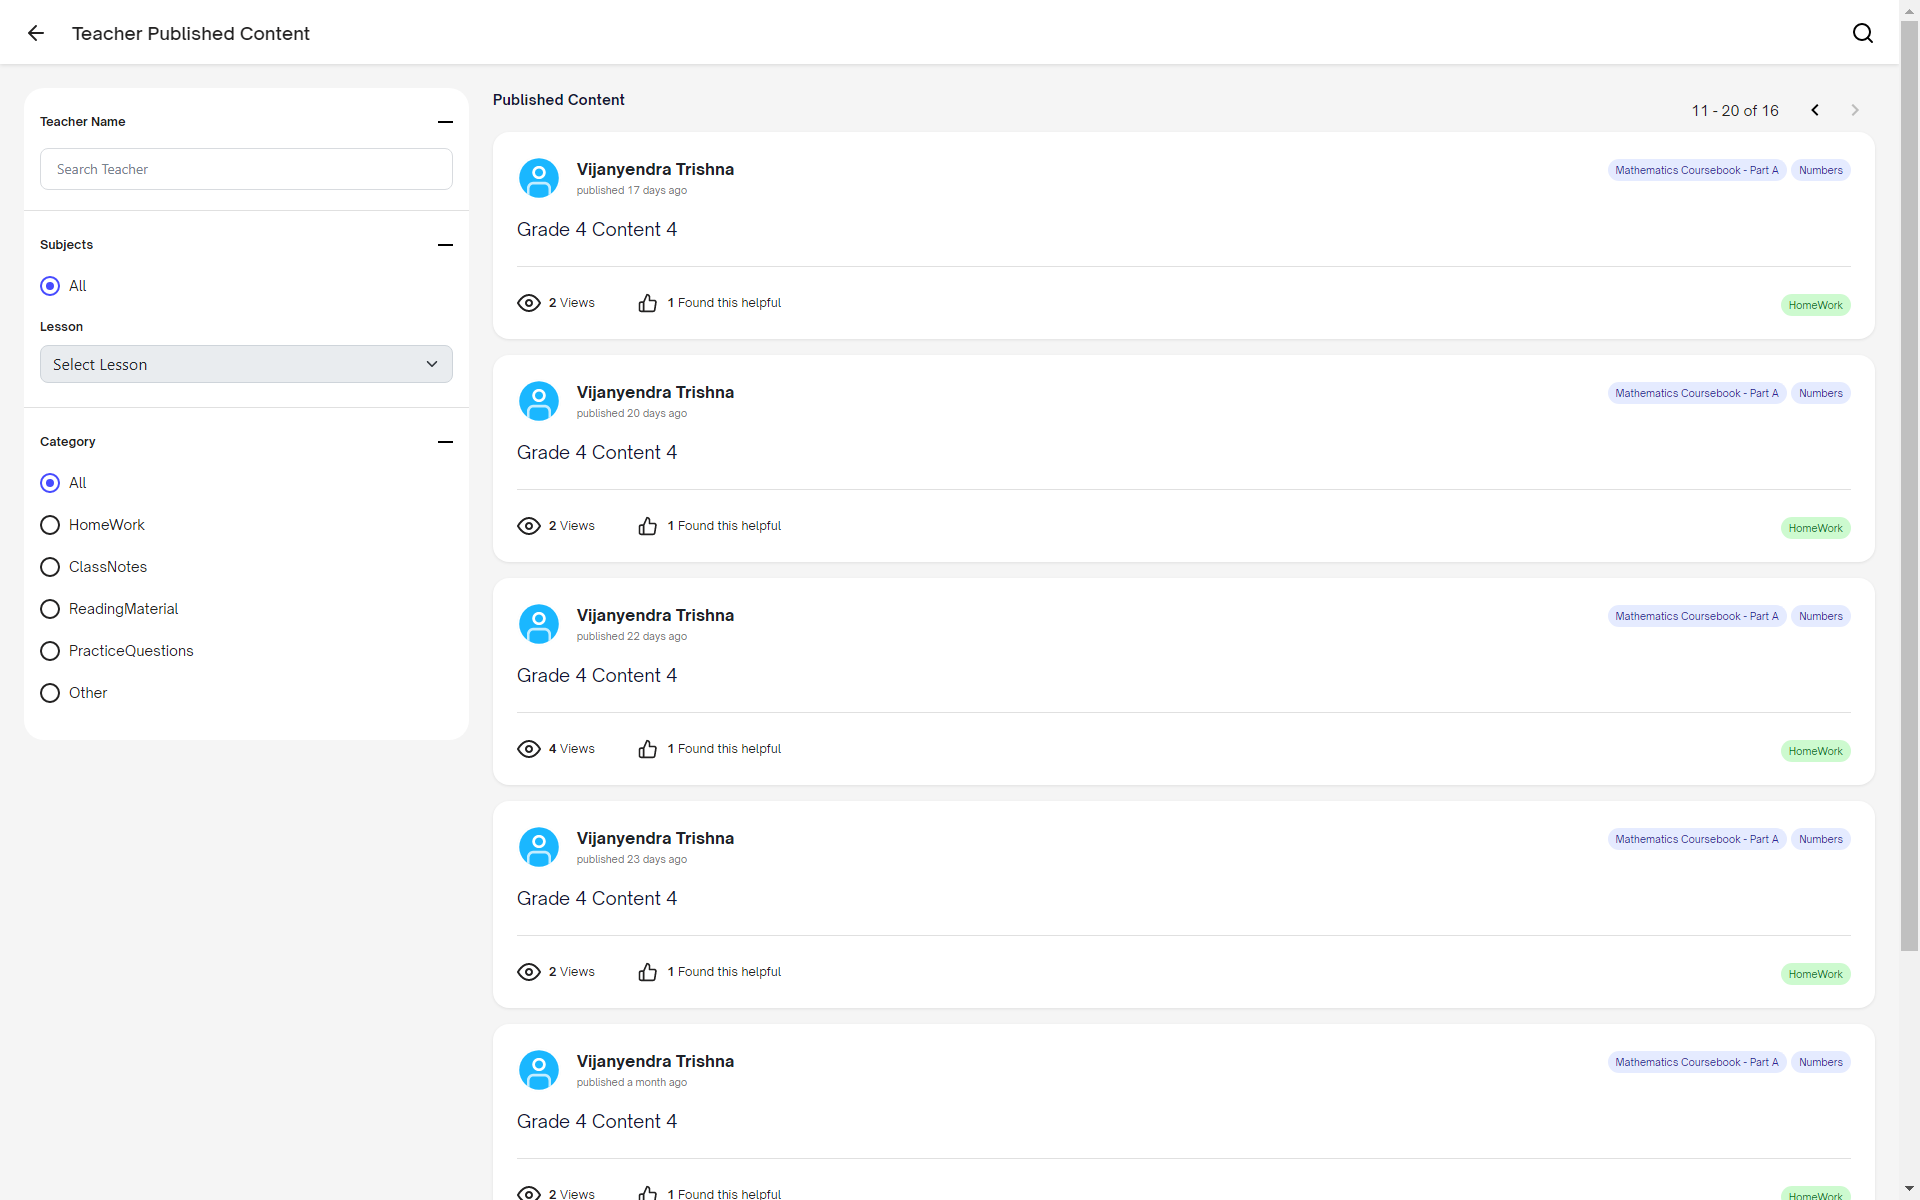 Teacher Published Content
Teacher Name
Search Teacher
Subjects
All
Lesson
Select Lesson
Category
All
HomeWork
ClassNotes
ReadingMaterial
PracticeQuestions
Other
Published Content
11 - 20 of 16
Vijanyendra Trishna
published 17 days ago
Mathematics Coursebook - Part A
Numbers
Grade 4 Content 4
2 Views
1 Found this helpful
HomeWork
Vijanyendra Trishna
published 20 days ago
Mathematics Coursebook - Part A
Numbers
Grade 4 Content 4
2 Views
1 Found this helpful
HomeWork
Vijanyendra Trishna
published 22 days ago
Mathematics Coursebook - Part A
Numbers
Grade 4 Content 4
4 Views
1 Found this helpful
HomeWork
Vijanyendra Trishna
published 23 days ago
Mathematics Coursebook - Part A
Numbers
Grade 4 Content 4
2 Views
1 Found this helpful
HomeWork
Vijanyendra Trishna
published a month ago
Mathematics Coursebook - Part A
Numbers
Grade 4 Content 4
2 Views
1 Found this helpful
HomeWork